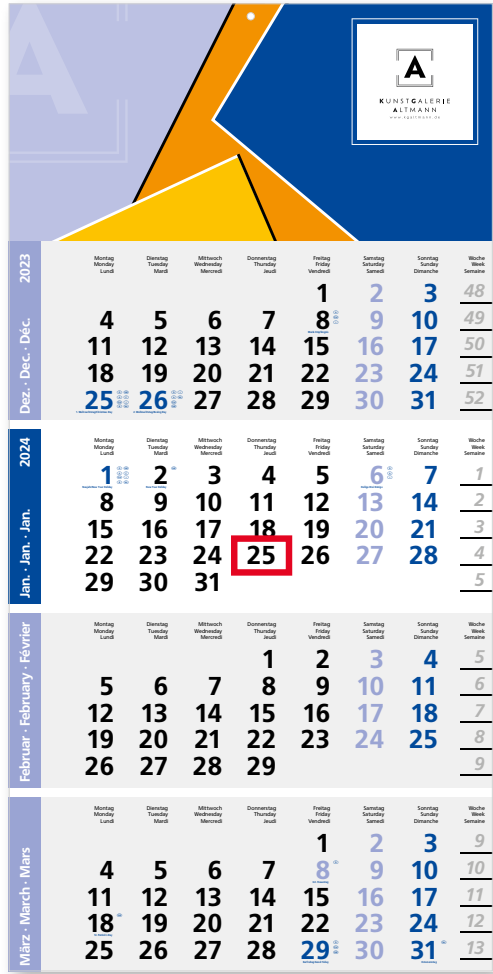 A
A
KUNSTGALERIE
ALTMANN
www.kgaltmann.de
2023
Dez. · Dec. · Déc.
Montag Dienstag Mittwoch Donnerstag Freitag Samstag Sonntag Woche
Monday Tuesday Wednesday Thursday Friday Saturday Sunday Week
Lundi Mardi Mercredi Jeudi Vendredi Samedi Dimanche Semaine
1 2 3 48
4 5 6 7 8 9 10 49
11 12 13 14 15 16 17 50
18 19 20 21 22 23 24 51
25 26 27 28 29 30 31 52
2024
Jan. · Jan. · Jan.
Montag Dienstag Mittwoch Donnerstag Freitag Samstag Sonntag Woche
Monday Tuesday Wednesday Thursday Friday Saturday Sunday Week
Lundi Mardi Mercredi Jeudi Vendredi Samedi Dimanche Semaine
1 2 3 4 5 6 7 1
8 9 10 11 12 13 14 2
15 16 17 18 19 20 21 3
22 23 24 25 26 27 28 4
29 30 31 5
Februar · February · Février
Montag Dienstag Mittwoch Donnerstag Freitag Samstag Sonntag Woche
Monday Tuesday Wednesday Thursday Friday Saturday Sunday Week
Lundi Mardi Mercredi Jeudi Vendredi Samedi Dimanche Semaine
1 2 3 4 5
5 6 7 8 9 10 11 6
12 13 14 15 16 17 18 7
19 20 21 22 23 24 25 8
26 27 28 29 9
März · March · Mars
Montag Dienstag Mittwoch Donnerstag Freitag Samstag Sonntag Woche
Monday Tuesday Wednesday Thursday Friday Saturday Sunday Week
Lundi Mardi Mercredi Jeudi Vendredi Samedi Dimanche Semaine
1 2 3 9
4 5 6 7 8 9 10 10
11 12 13 14 15 16 17 11
18 19 20 21 22 23 24 12
25 26 27 28 29 30 31 13